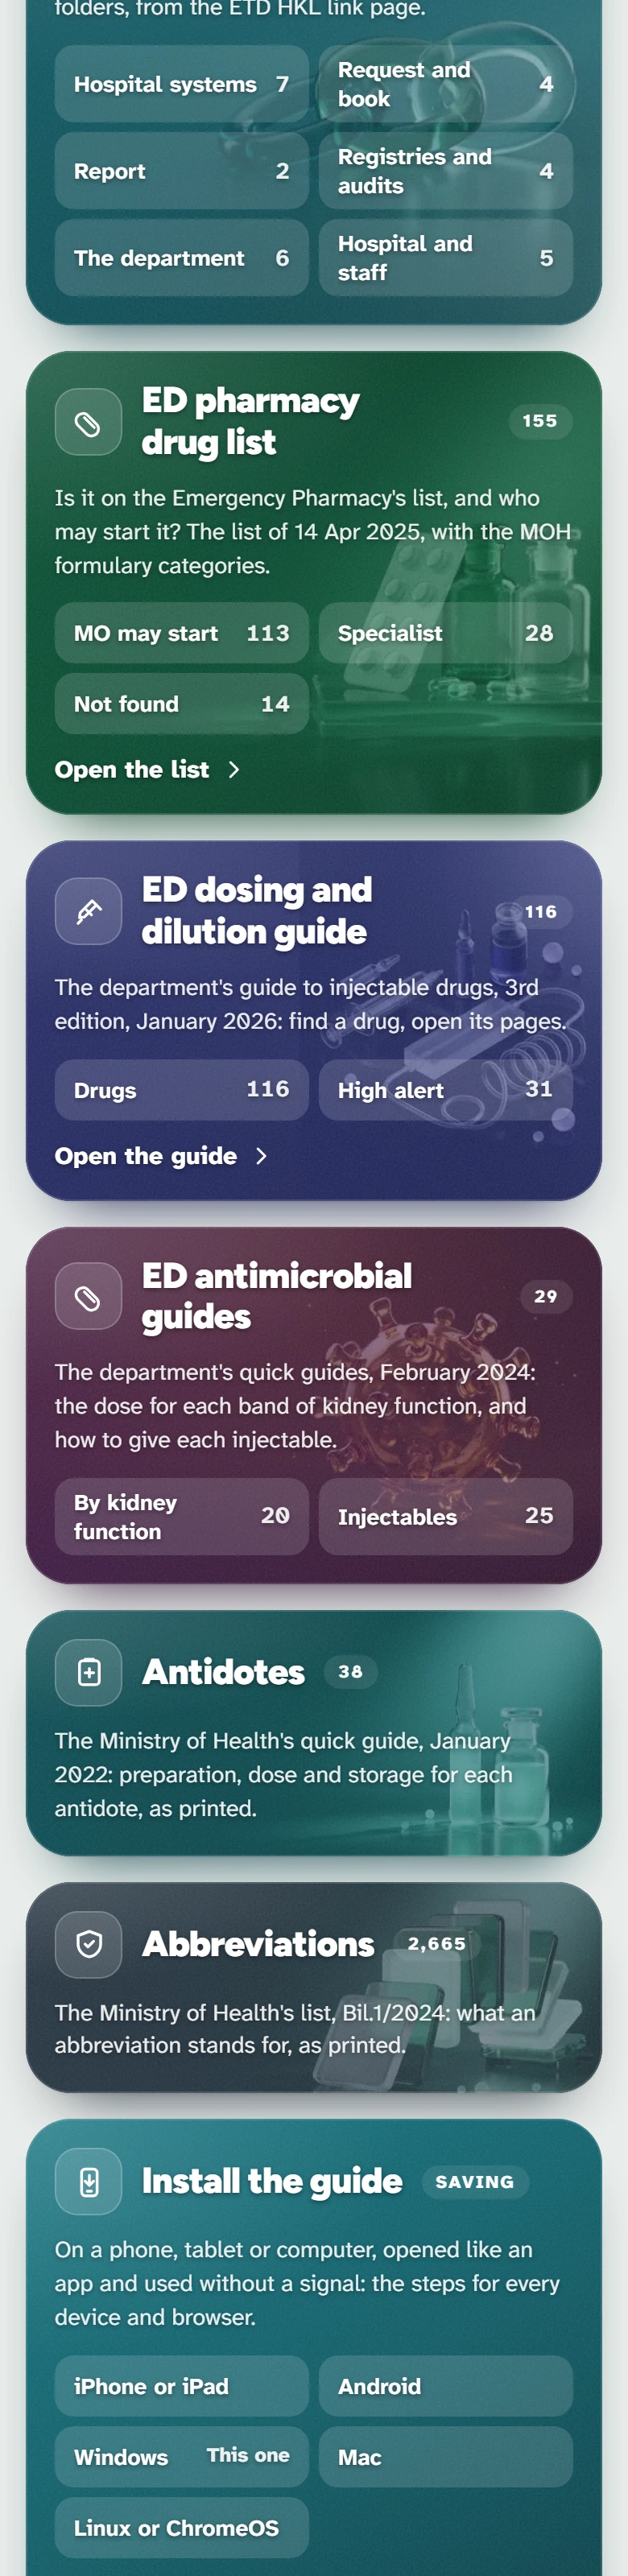 folders, from the ETD HKL link page.
Hospital systems 7
Request and
book 4
Report 2
Registries and
audits 4
The department 6
Hospital and
staff 5
ED pharmacy
drug list
155
Is it on the Emergency Pharmacy's list, and who
may start it? The list of 14 Apr 2025, with the MOH
formulary categories.
MO may start 113
Specialist 28
Not found 14
Open the list
ED dosing and
dilution guide
116
The department's guide to injectable drugs, 3rd
edition, January 2026: find a drug, open its pages.
Drugs 116
High alert 31
Open the guide
ED antimicrobial
guides
29
The department's quick guides, February 2024:
the dose for each band of kidney function, and
how to give each injectable.
By kidney
function 20
Injectables 25
Antidotes 38
The Ministry of Health's quick guide, January
2022: preparation, dose and storage for each
antidote, as printed.
Abbreviations 2,665
The Ministry of Health's list, Bil.1/2024: what an
abbreviation stands for, as printed.
Install the guide SAVING
On a phone, tablet or computer, opened like an
app and used without a signal: the steps for every
device and browser.
iPhone or iPad
Android
Windows This one
Mac
Linux or ChromeOS